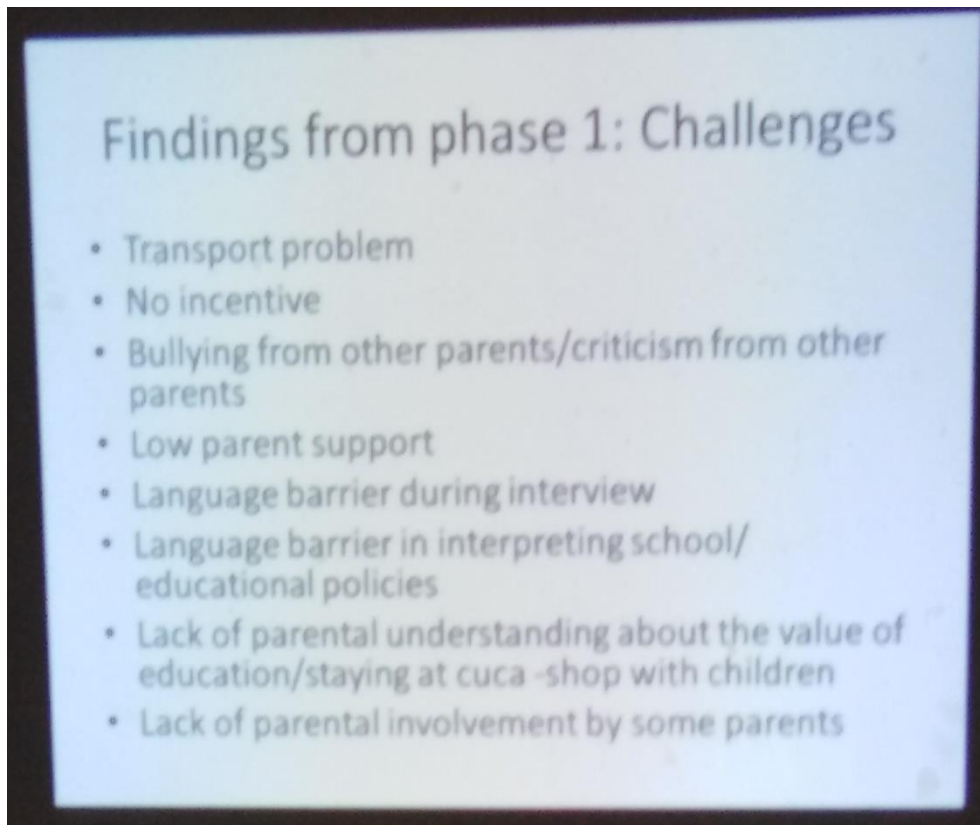 Findings from phase 1: Challenges
• Transport problem
• No incentive
• Bullying from other parents/criticism from other
parents
• Low parent support
• Language barrier during interview
• Language barrier in interpreting school/
educational policies
• Lack of parental understanding about the value of
education/staying at cuca -shop with children
• Lack of parental involvement by some parents